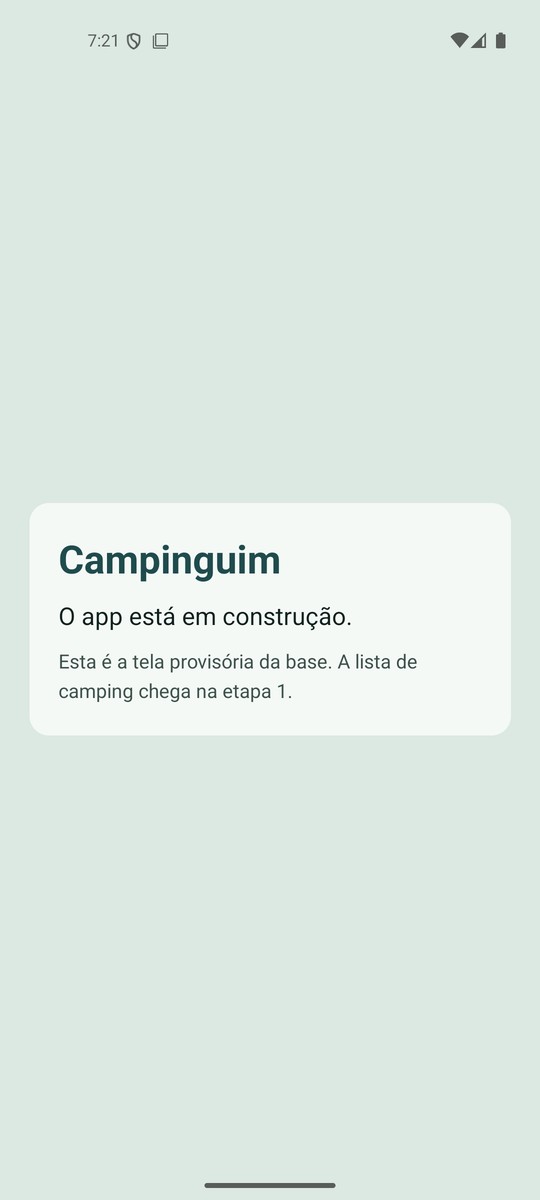 7:21
Campinguim
O app está em construção.
Esta é a tela provisória da base. A lista de
camping chega na etapa 1.